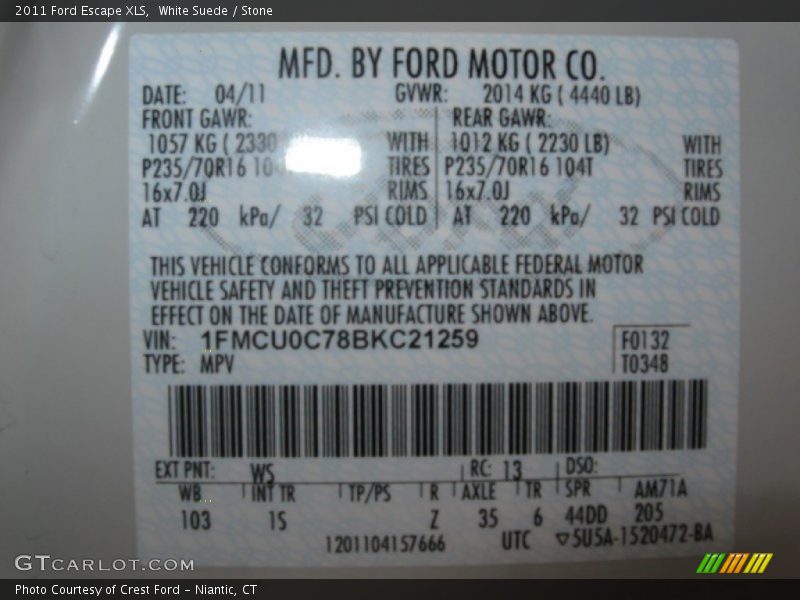 2011 Ford Escape XLS, White Suede / Stone
MFD. BY FORD MOTOR CO.
DATE: 04/11 GVWR: 2014 KG ( 4440 LB)
FRONT GAWR: REAR GAWR:
1057 KG ( 2330 WITH 1012 KG ( 2230 LB) WITH
P235/70R16 10 TIRES P235/70R16 104T TIRES
16x7.0J RIMS 16x7.0J RIMS
AT 220 kPa/ 32 PSI COLD AT 220 kPa/ 32 PSI COLD
THIS VEHICLE CONFORMS TO ALL APPLICABLE FEDERAL MOTOR
VEHICLE SAFETY AND THEFT PREVENTION STANDARDS IN
EFFECT ON THE DATE OF MANUFACTURE SHOWN ABOVE.
VIN: 1FMCU0C78BKC21259 F0132
TYPE: MPV T0348
EXT PNT: WS RC: 13 DSO:
WB INT TR TP/PS R AXLE TR SPR AM71A
103 1S Z 35 6 44DD 205
1201104157666 UTC ▽5U5A-1520472-BA
GTCARLOT.COM
Photo Courtesy of Crest Ford - Niantic, CT